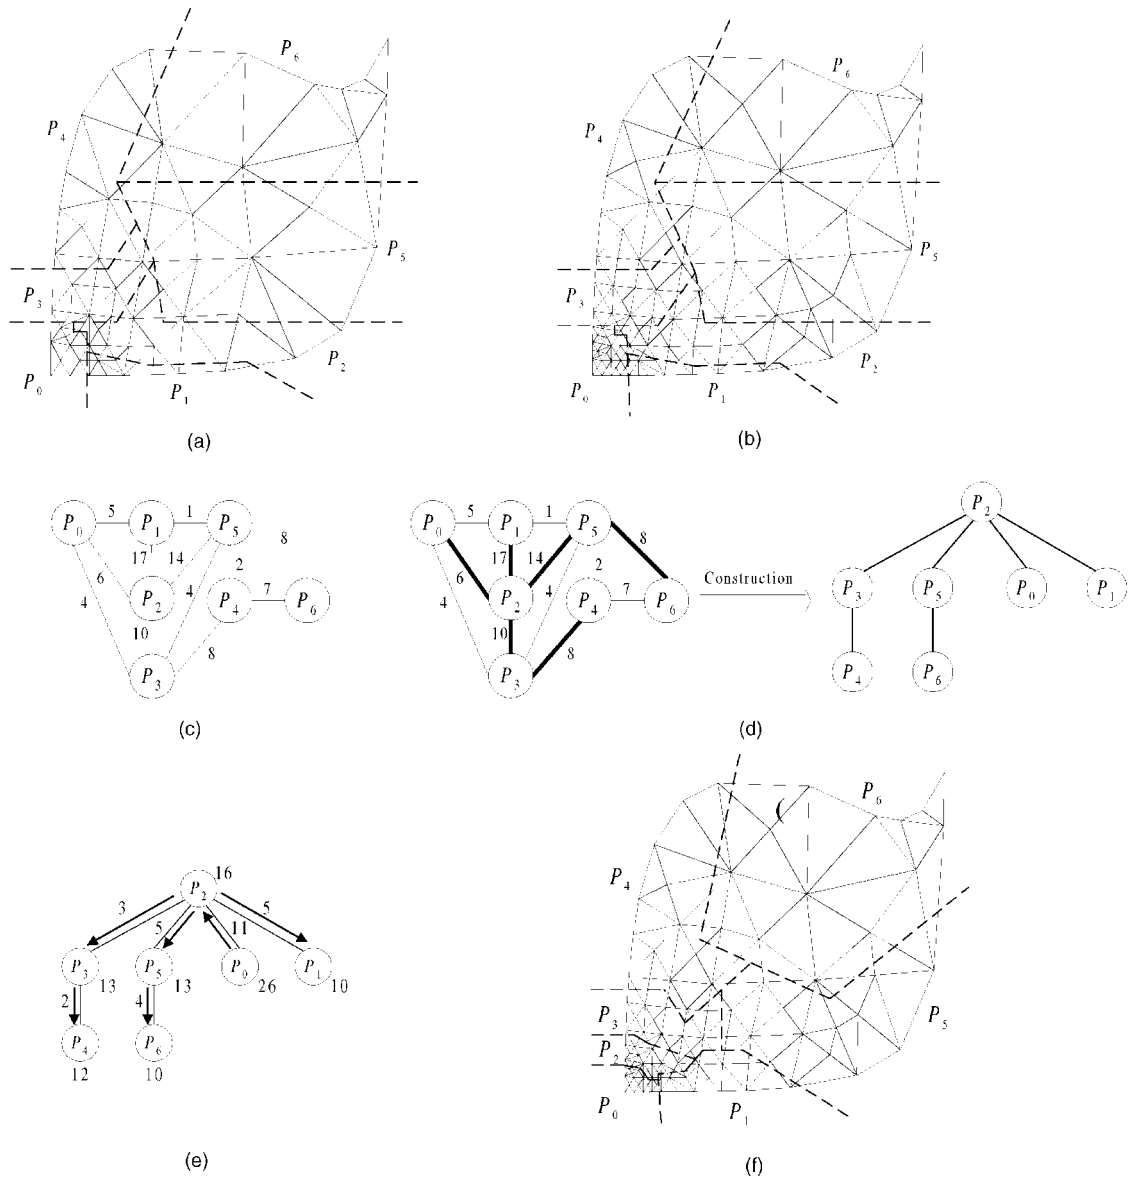 P6
P4
P5
P3
P2
P0
P1
(a)
P6
P4
P5
P3
P2
P0
P1
(b)
P0 5 P1 1 P5
8
17 14
6 2
4 P2 4 P4 7 P6
10
8
P3
(c)
P0 5 P1 1 P5
8
17 14
6 2
4 P2 4 P4 7 P6
10
8
P3
Construction
P2
P3 P5 P0 P1
P4 P6
(d)
P2 16
3 5 11 5
P3 13 P5 13 P0 26 P1 10
2 4
P4 P6
12 10
(e)
P6
P4
P3
P5
P2
P0
P1
(f)